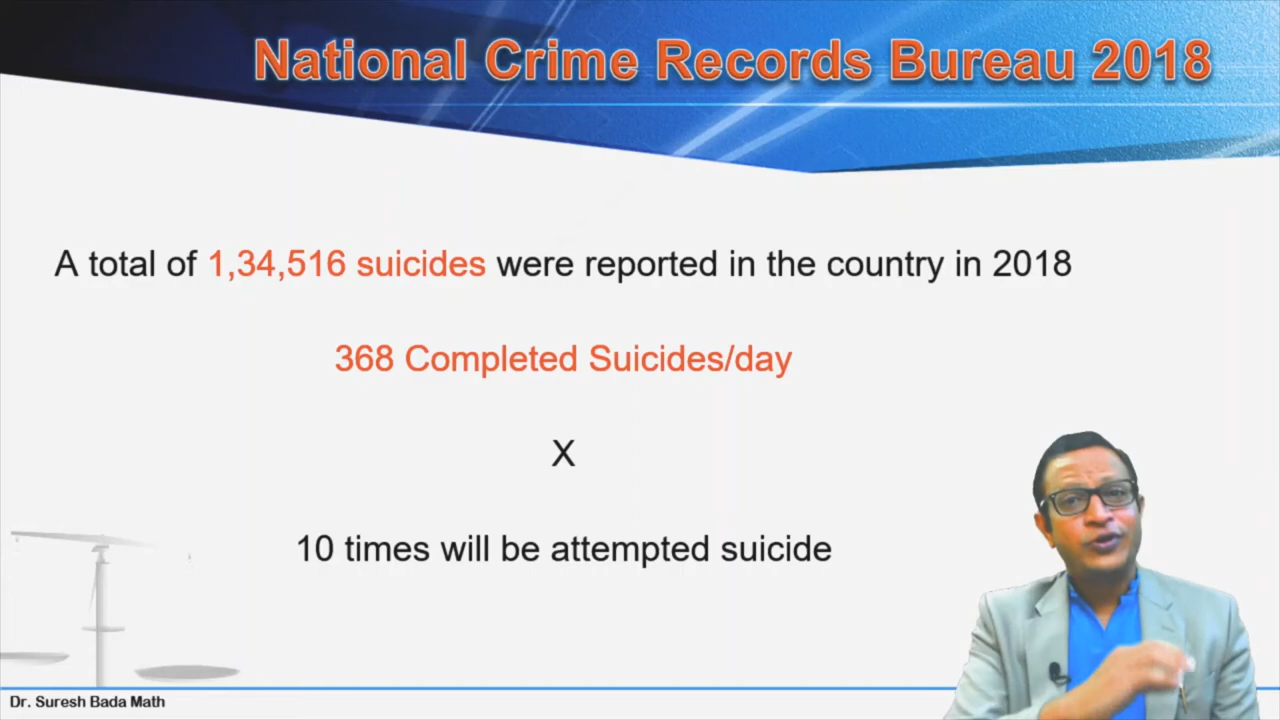 National Crime Records Bureau 2018
A total of 1,34,516 suicides were reported in the country in 2018
368 Completed Suicides/day
X
10 times will be attempted suicide
Dr. Suresh Bada Math